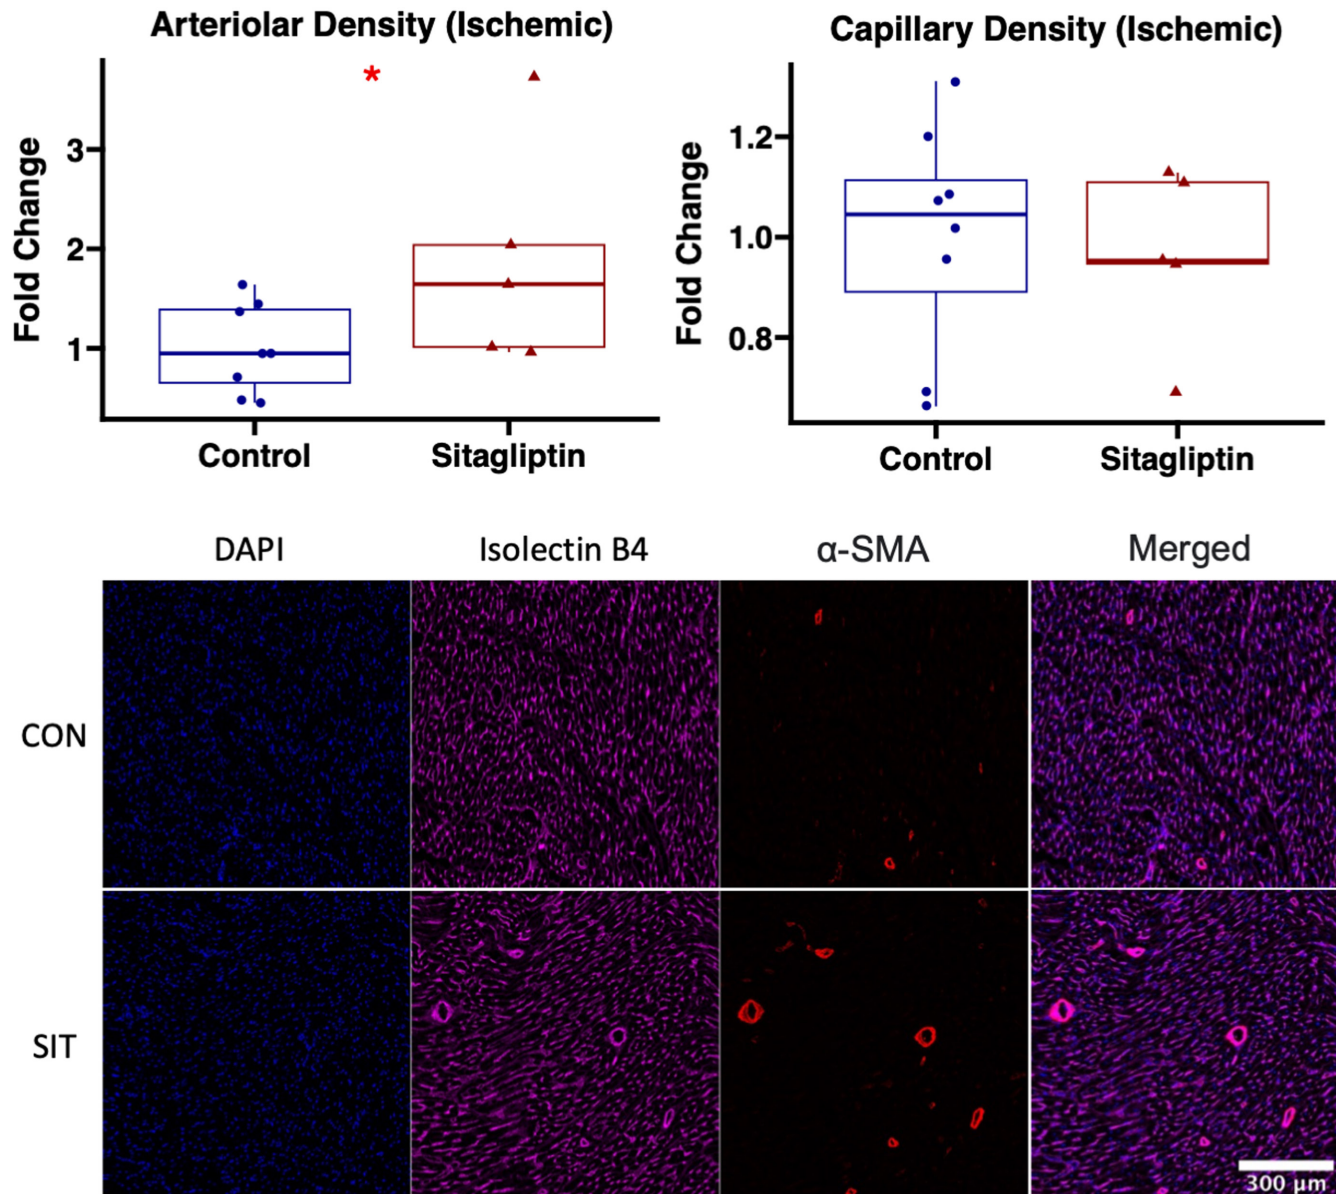 Arteriolar Density (Ischemic)
*
Fold Change
3
2
1
Control Sitagliptin
Capillary Density (Ischemic)
Fold Change
1.2
1.0
0.8
Control Sitagliptin
DAPI Isolectin B4 α-SMA Merged
CON
SIT
300 μm